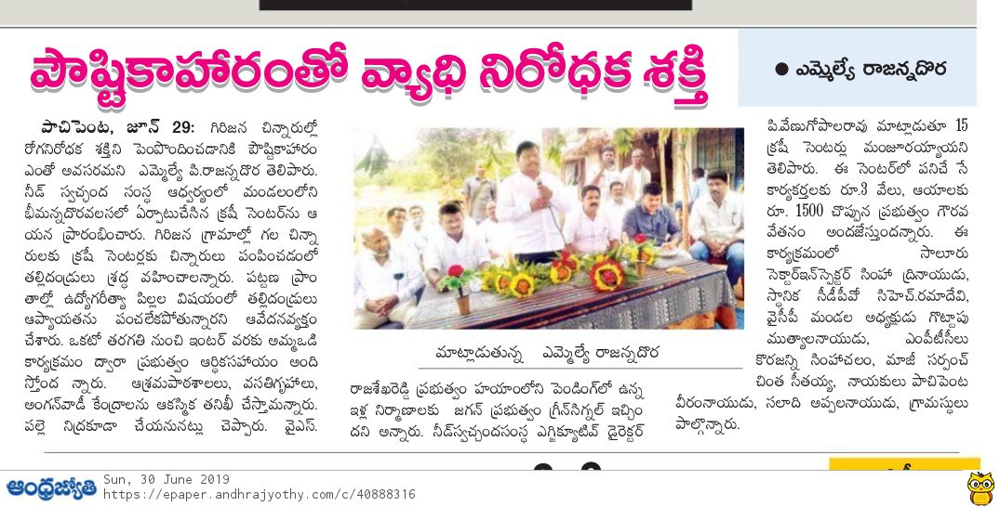 పౌష్టికాహారంతో వ్యాధి నిరోధక శక్తి
● ఎమ్మెల్యే రాజన్నదొర
పాచిపెంట, జూన్ 29: గిరిజన చిన్నారుల్లో
రోగనిరోధక శక్తిని పెంపొందించడానికి పౌష్టికాహారం
ఎంతో అవసరమని ఎమ్మెల్యే పి.రాజన్నదొర తెలిపారు.
నీడ్ స్వచ్ఛంద సంస్థ ఆధ్వర్యంలో మండలంలోని
భీమన్నదొరవలసలో ఏర్పాటుచేసిన క్రషీ సెంటర్‌ను ఆ
యన ప్రారంభించారు. గిరిజన గ్రామాల్లో గల చిన్నా
రులకు క్రషీ సెంటర్లకు చిన్నారులు పంపించడంలో
తల్లిదండ్రులు శ్రద్ధ వహించాలన్నారు. పట్టణ ప్రాం
తాల్లో ఉద్యోగరీత్యా పిల్లల విషయంలో తల్లిదండ్రులు
ఆప్యాయతను పంచలేకపోతున్నారని ఆవేదనవ్యక్తం
చేశారు. ఒకటో తరగతి నుంచి ఇంటర్ వరకు అమ్మఒడి
కార్యక్రమం ద్వారా ప్రభుత్వం ఆర్థికసహాయం అంది
స్తోంద న్నారు. ఆశ్రమపాఠశాలలు, వసతిగృహాలు,
అంగన్‌వాడీ కేంద్రాలను ఆకస్మిక తనిఖీ చేస్తామన్నారు.
పల్లె నిద్రకూడా చేయనునట్లు చెప్పారు. వైఎస్.
మాట్లాడుతున్న ఎమ్మెల్యే రాజన్నదొర
రాజశేఖరెడ్డి ప్రభుత్వం హయాంలోని పెండింగ్‌లో ఉన్న
ఇళ్ల నిర్మాణాలకు జగన్ ప్రభుత్వం గ్రీన్‌సిగ్నల్ ఇచ్చిం
దని అన్నారు. నీడ్‌స్వచ్చందసంస్థ ఎగ్జిక్యూటివ్ డైరెక్టర్
పి.వేణుగోపాలరావు మాట్లాడుతూ 15
క్రషీ సెంటర్లు మంజూరయ్యాయని
తెలిపారు. ఈ సెంటర్‌లో పనిచే సే
కార్యకర్తలకు రూ.3 వేలు, ఆయాలకు
రూ. 1500 చొప్పున ప్రభుత్వం గౌరవ
వేతనం అందజేస్తుందన్నారు. ఈ
కార్యక్రమంలో సాలూరు
సెక్టార్ఇన్‌స్పెక్టర్ సింహా ద్రినాయుడు,
స్థానిక సీడీపీవో సిహెచ్.రమాదేవి,
వైసీపీ మండల అధ్యక్షుడు గొట్టాపు
ముత్యాలనాయుడు, ఎంపీటీసీలు
కొరజన్ని సింహాచలం, మాజీ సర్పంచ్
చింత సీతయ్య, నాయకులు పాచిపెంట
వీరంనాయుడు, సలాది అప్పలనాయుడు, గ్రామస్థులు
పాల్గొన్నారు.
ఆంధ్రజ్యోతి
Sun, 30 June 2019
https://epaper.andhrajyothy.com/c/40888316